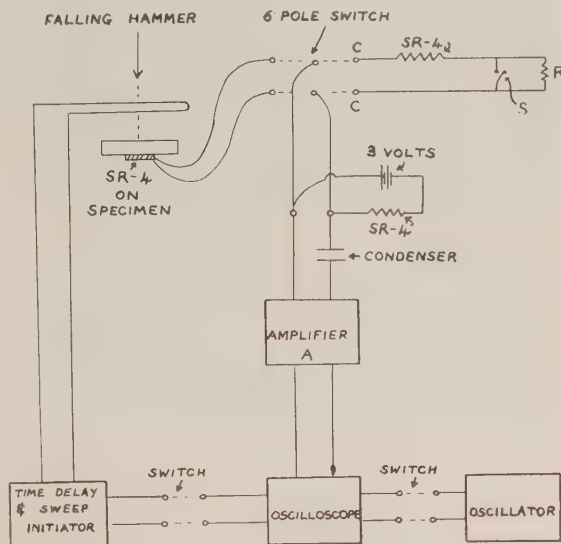 FALLING HAMMER
6 POLE SWITCH
C
SR-4
R
S
C
3 VOLTS
SR-4
ON
SPECIMEN
SR-4
CONDENSER
AMPLIFIER
A
TIME DELAY
& SWEEP
INITIATOR
SWITCH
OSCILLOSCOPE
SWITCH
OSCILLATOR